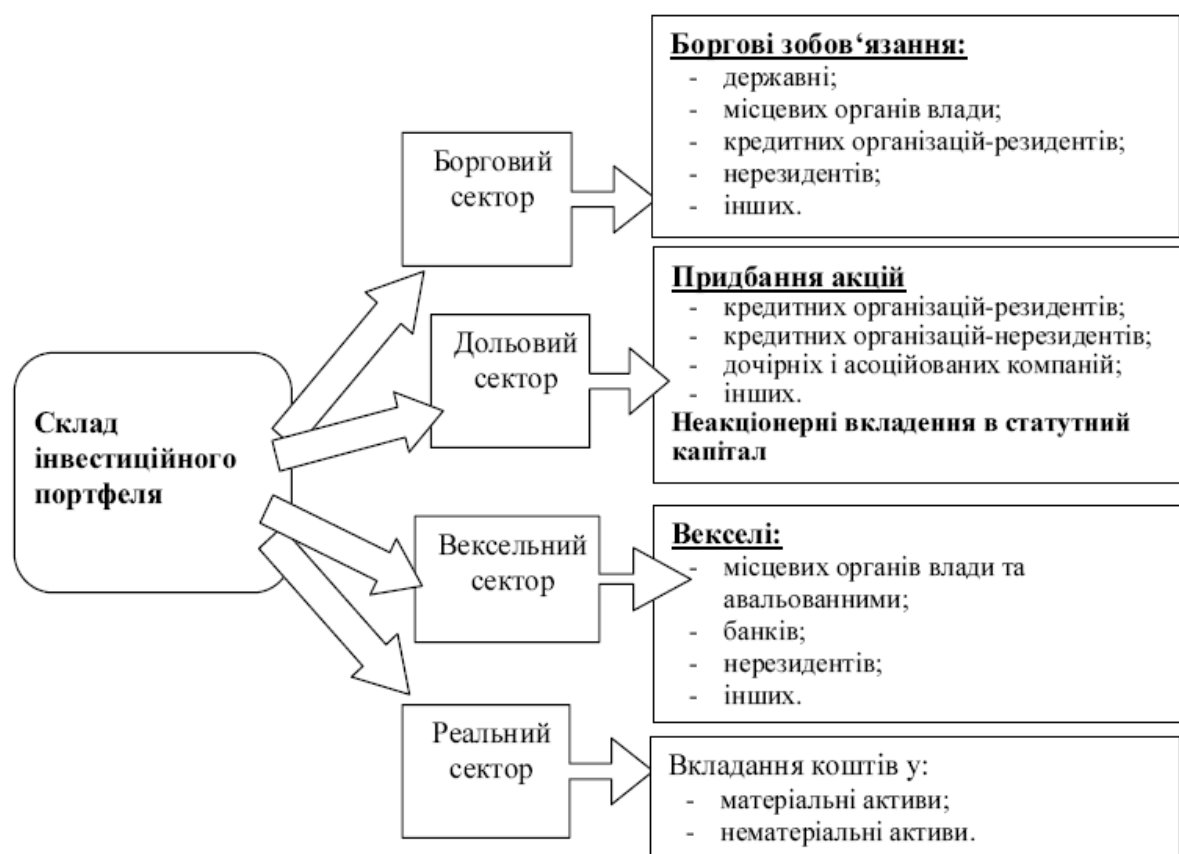 Склад
інвестиційного
портфеля
Борговий
сектор
Боргові зобов‘язання:
- державні;
- місцевих органів влади;
- кредитних організацій-резидентів;
- нерезидентів;
- інших.
Дольовий
сектор
Придбання акцій
- кредитних організацій-резидентів;
- кредитних організацій-нерезидентів;
- дочірніх і асоційованих компаній;
- інших.
Неакціонерні вкладення в статутний
капітал
Вексельний
сектор
Векселі:
- місцевих органів влади та
авальованними;
- банків;
- нерезидентів;
- інших.
Реальний
сектор
Вкладання коштів у:
- матеріальні активи;
- нематеріальні активи.